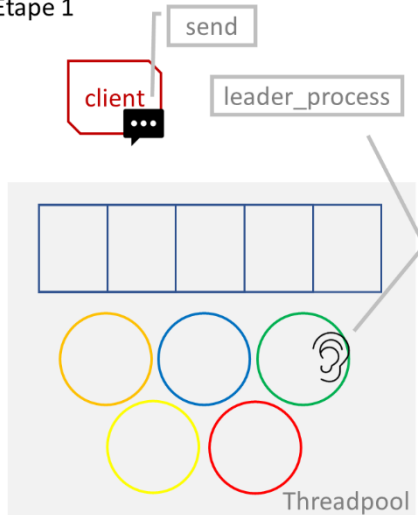 Etape 1
send
client
leader_process
Threadpool